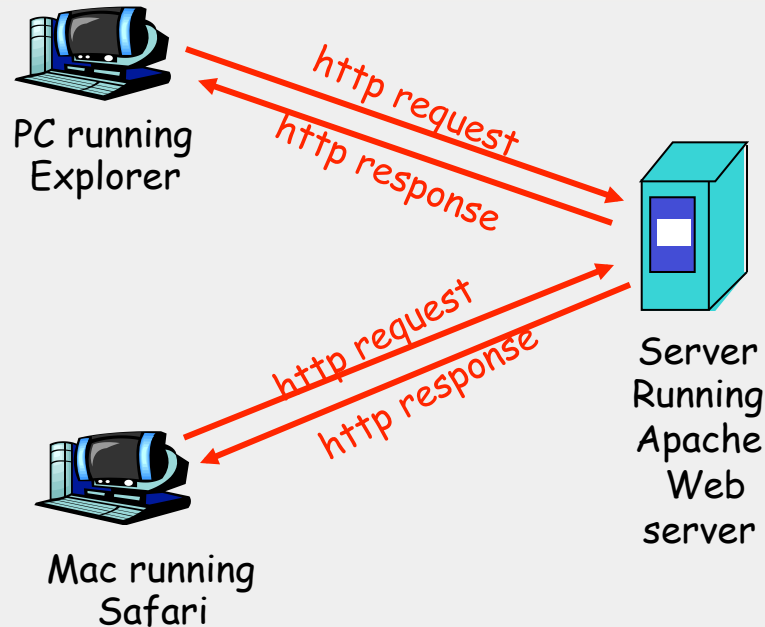 http request
http response
PC running
Explorer
http request
http response
Server
Running
Apache
Web
server
Mac running
Safari